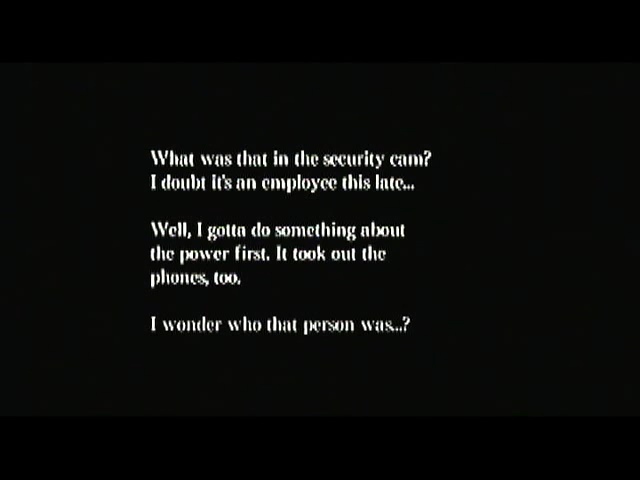 What was that in the security cam?
I doubt it's an employee this late...
Well, I gotta do something about
the power first. It took out the
phones, too.
I wonder who that person was...?